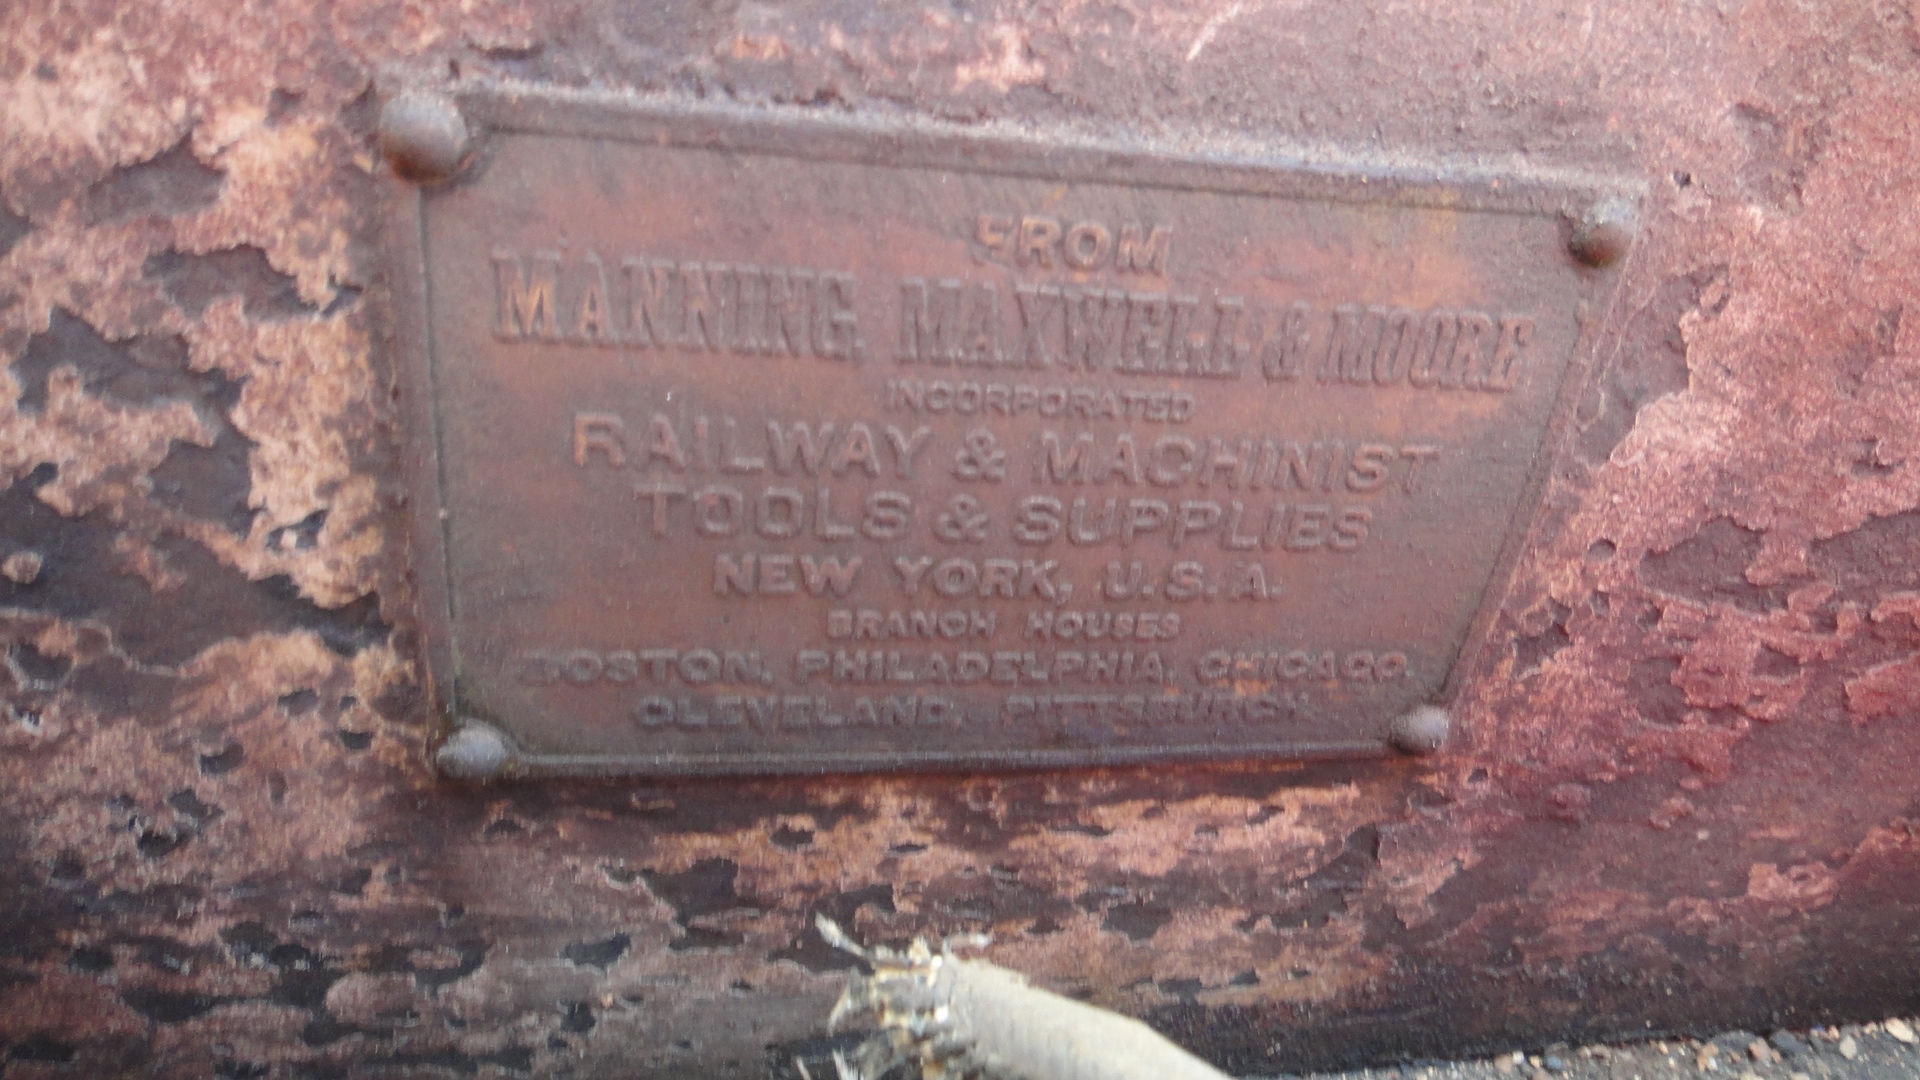 FROM
MANNING, MAXWELL & MOORE
INCORPORATED
RAILWAY & MACHINIST
TOOLS & SUPPLIES
NEW YORK, U.S.A.
BRANCH HOUSES
BOSTON, PHILADELPHIA, CHICAGO,
CLEVELAND, PITTSBURGH.